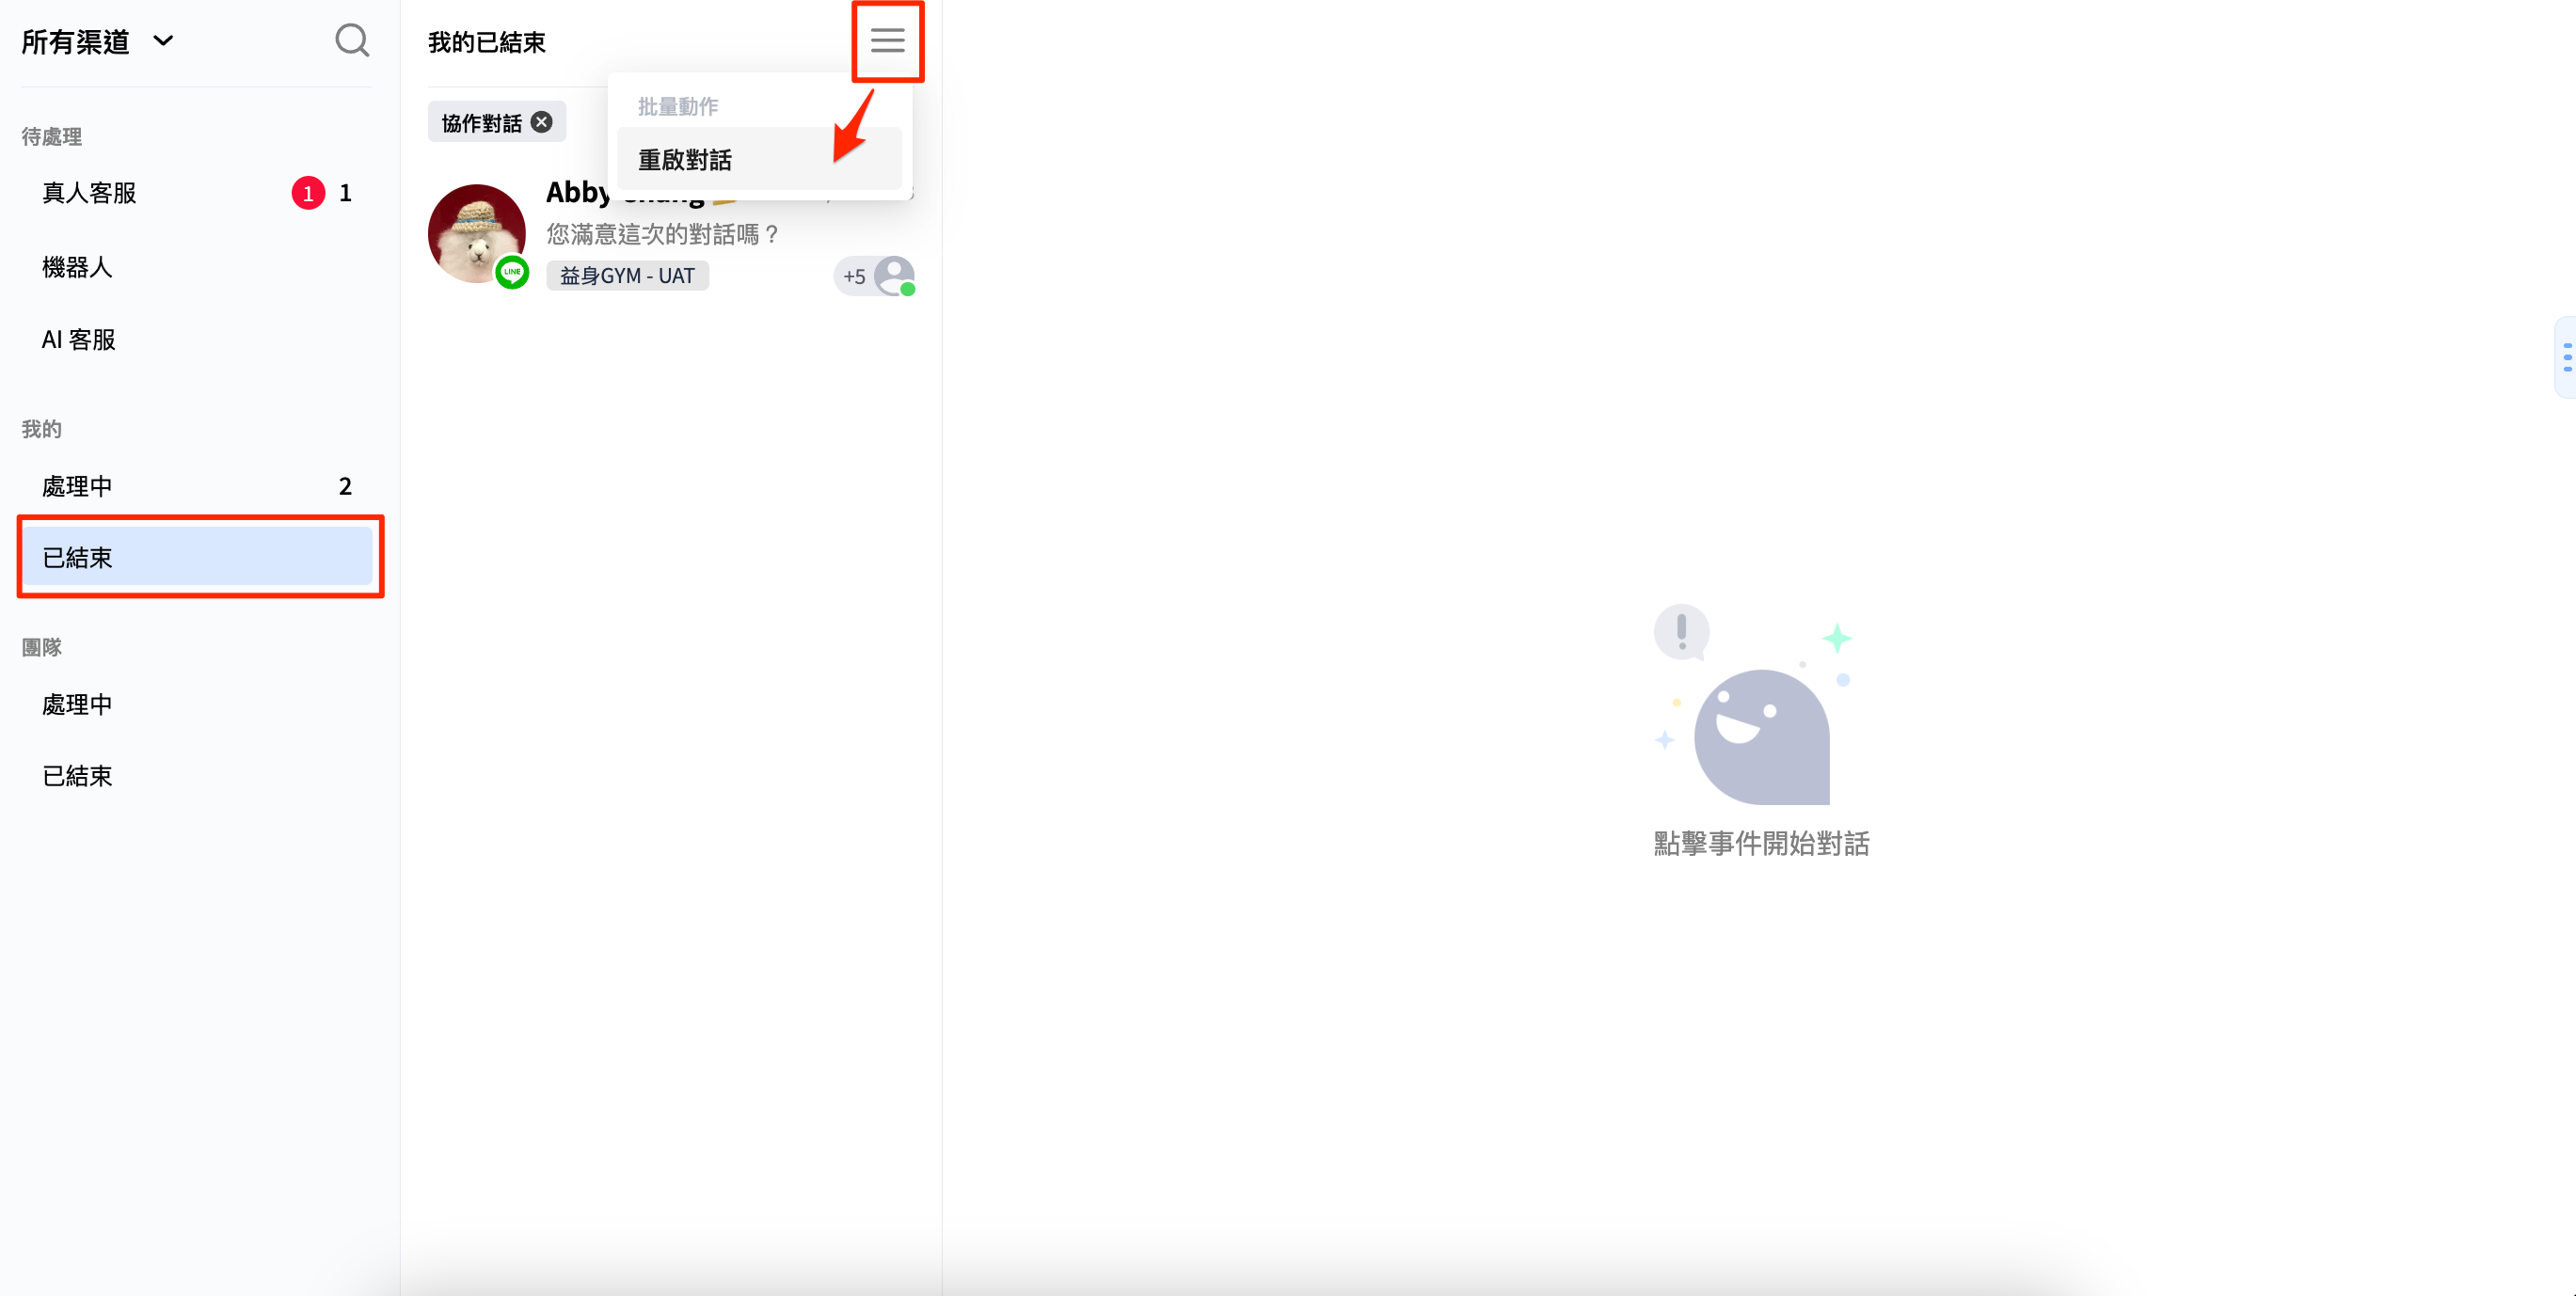 所有渠道
待處理
真人客服 1 1
機器人
AI 客服
我的
處理中 2
已結束
團隊
處理中
已結束
我的已結束
批量動作
重啟對話
協作對話
Abby
您滿意這次的對話嗎？
LINE
益身GYM - UAT
+5
點擊事件開始對話